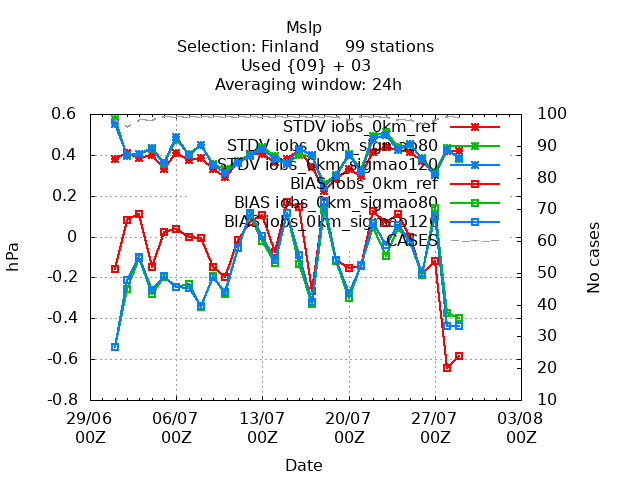 Mslp
Selection: Finland 99 stations
Used {09} + 03
Averaging window: 24h
STDV iobs_0km_ref
STDV iobs_0km_sigmao80
STDV iobs_0km_sigmao120
BIAS iobs_0km_ref
BIAS iobs_0km_sigmao80
BIAS iobs_0km_sigmao120
CASES
0.6
0.4
0.2
0
-0.2
-0.4
-0.6
-0.8
hPa
100
90
80
70
60
50
40
30
20
10
No cases
29/06 06/07 13/07 20/07 27/07 03/08
00Z 00Z 00Z 00Z 00Z 00Z
Date